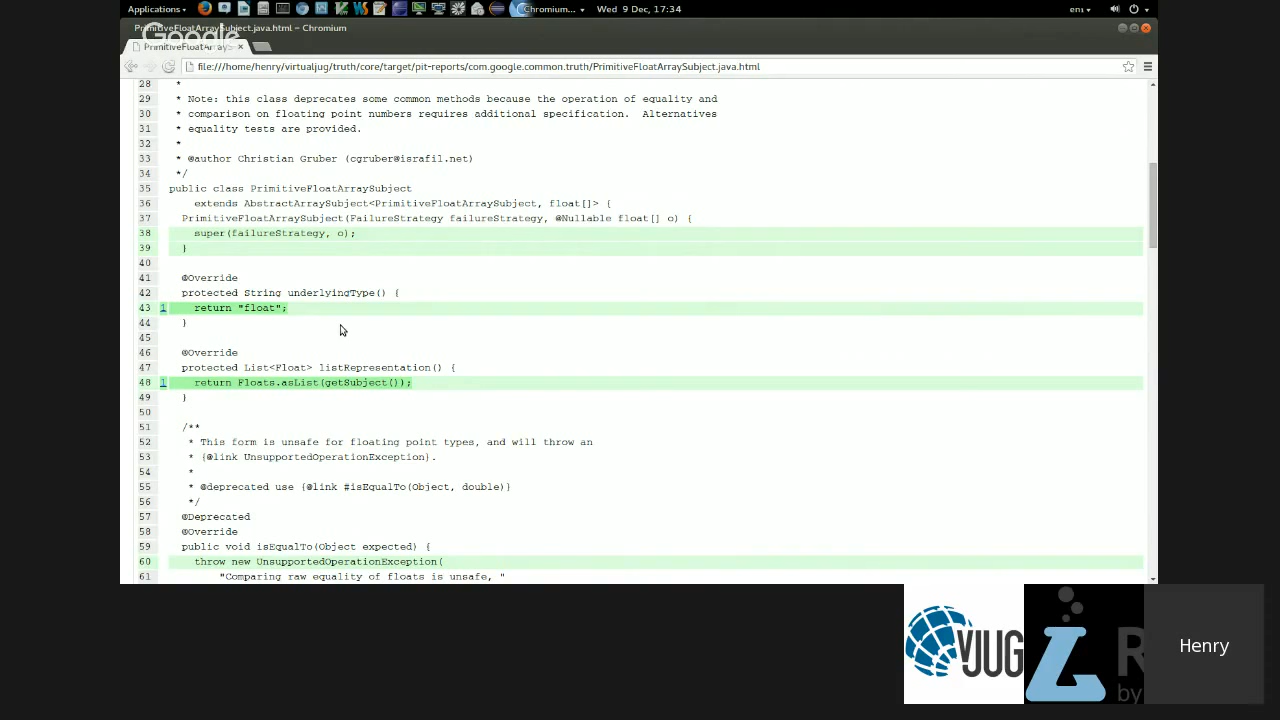 Applications
Chromium...
Wed 9 Dec, 17:34
en1
PrimitiveFloatArraySubject.java.html - Chromium
Google
PrimitiveFloatArrayS
file:///home/henry/virtualjug/truth/core/target/pit-reports/com.google.common.truth/PrimitiveFloatArraySubject.java.html
28 *
29 * Note: this class deprecates some common methods because the operation of equality and
30 * comparison on floating point numbers requires additional specification. Alternatives
31 * equality tests are provided.
32 *
33 * @author Christian Gruber (cgruber@israfil.net)
34 */
35 public class PrimitiveFloatArraySubject
36 extends AbstractArraySubject<PrimitiveFloatArraySubject, float[]> {
37 PrimitiveFloatArraySubject(FailureStrategy failureStrategy, @Nullable float[] o) {
38 super(failureStrategy, o);
39 }
40
41 @Override
42 protected String underlyingType() {
43 1 return "float";
44 }
45
46 @Override
47 protected List<Float> listRepresentation() {
48 1 return Floats.asList(getSubject());
49 }
50
51 /**
52 * This form is unsafe for floating point types, and will throw an
53 * {@link UnsupportedOperationException}.
54 *
55 * @deprecated use {@link #isEqualTo(Object, double)}
56 */
57 @Deprecated
58 @Override
59 public void isEqualTo(Object expected) {
60 throw new UnsupportedOperationException(
61 "Comparing raw equality of floats is unsafe, "
VJUG
R
by
Henry